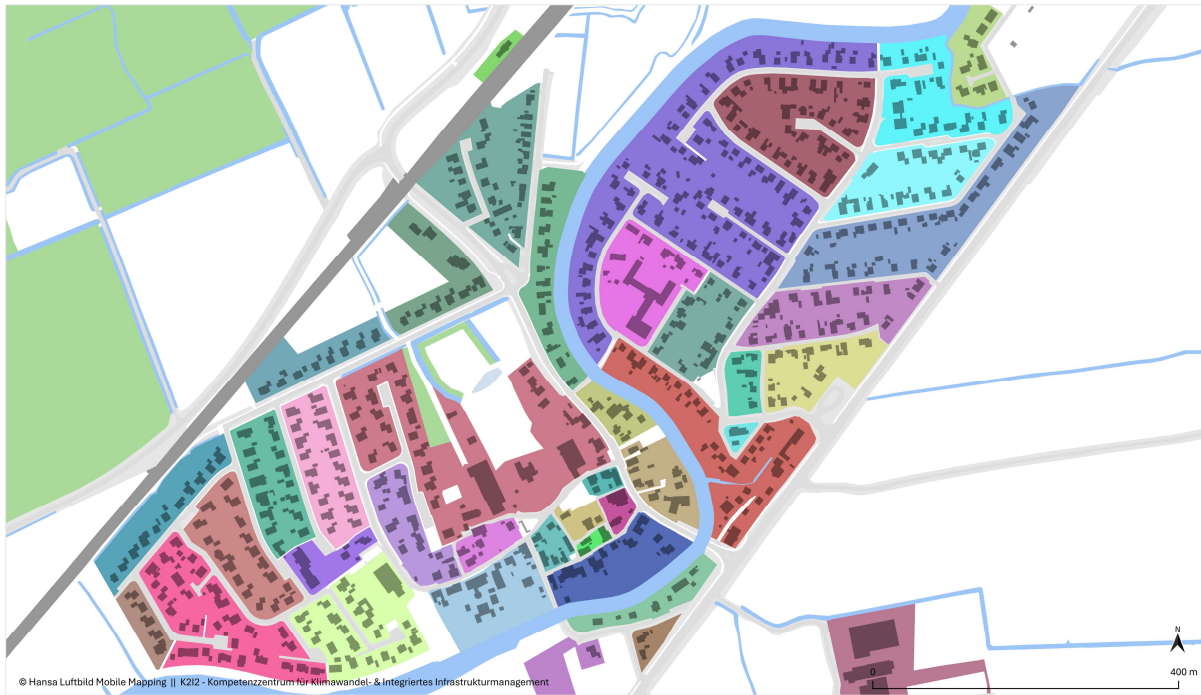 N
© Hansa Luftbild Mobile Mapping || K2I2 - Kompetenzzentrum für Klimawandel- & Integriertes Infrastrukturmanagement
0 400 m